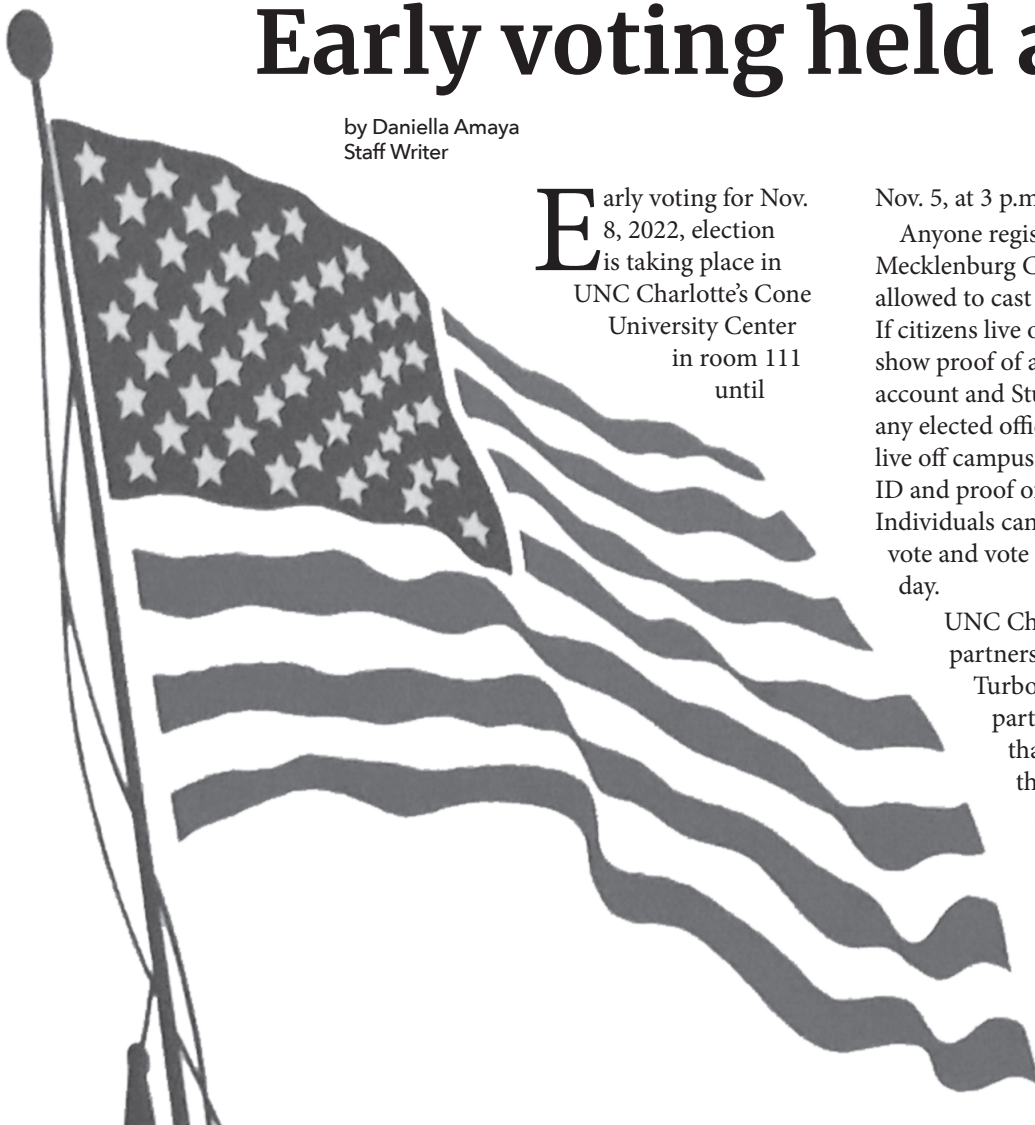 Early voting held
by Daniella Amaya
Staff Writer
Early voting for Nov.
8, 2022, election
is taking place in
UNC Charlotte's Cone
University Center
in room 111
until
Nov. 5, at 3 p.m
Anyone regis
Mecklenburg C
allowed to cast
If citizens live o
show proof of a
account and Stu
any elected offic
live off campus
ID and proof o
Individuals can
vote and vote
day.
UNC Ch
partners
Turbo
part
tha
th